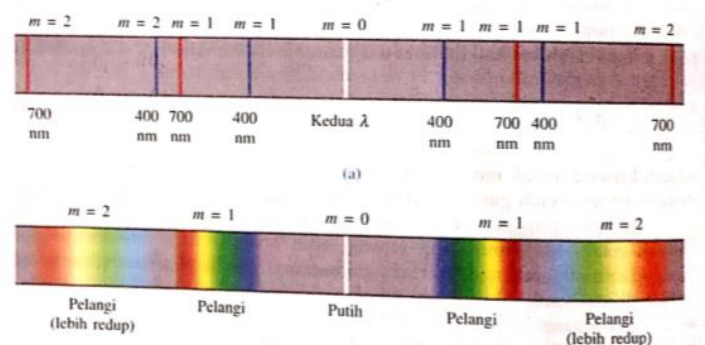 m = 2 m = 2 m = 1 m = 1 m = 0 m = 1 m = 1 m = 1 m = 2
700 nm 400 nm 700 nm 400 nm Kedua λ 400 nm 700 nm 400 nm 700 nm
(a)
m = 2 m = 1 m = 0 m = 1 m = 2
Pelangi (lebih redup) Pelangi Putih Pelangi Pelangi (lebih redup)